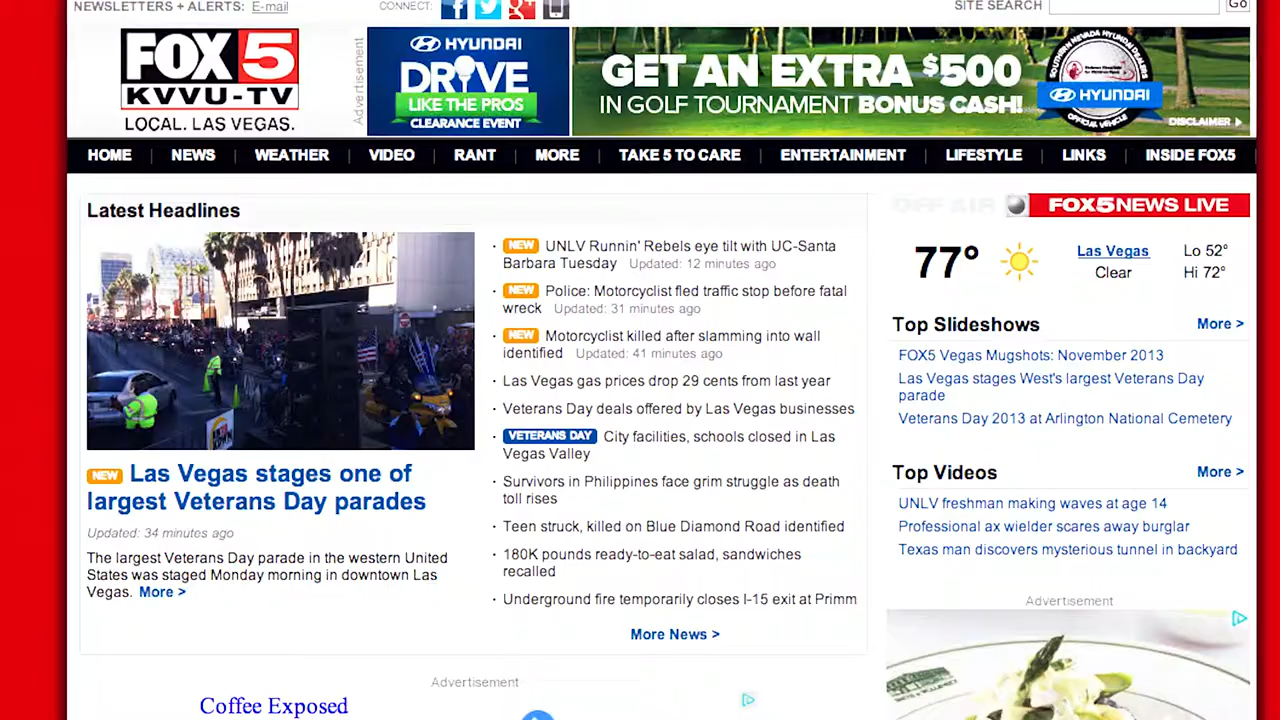 NEWSLETTERS + ALERTS: E-mail
CONNECT:
SITE SEARCH
Go
FOX 5
KVVU-TV
LOCAL. LAS VEGAS.
Advertisement
HYUNDAI
DRIVE
LIKE THE PROS
CLEARANCE EVENT
GET AN EXTRA $500
IN GOLF TOURNAMENT BONUS CASH!
SOUTHERN NEVADA HYUNDAI DEALERS
HYUNDAI
OFFICIAL VEHICLE
DISCLAIMER
HOME NEWS WEATHER VIDEO RANT MORE TAKE 5 TO CARE ENTERTAINMENT LIFESTYLE LINKS INSIDE FOX5
Latest Headlines
NEW Las Vegas stages one of
largest Veterans Day parades
Updated: 34 minutes ago
The largest Veterans Day parade in the western United
States was staged Monday morning in downtown Las
Vegas. More >
· NEW UNLV Runnin' Rebels eye tilt with UC-Santa
Barbara Tuesday Updated: 12 minutes ago
· NEW Police: Motorcyclist fled traffic stop before fatal
wreck Updated: 31 minutes ago
· NEW Motorcyclist killed after slamming into wall
identified Updated: 41 minutes ago
· Las Vegas gas prices drop 29 cents from last year
· Veterans Day deals offered by Las Vegas businesses
· VETERANS DAY City facilities, schools closed in Las
Vegas Valley
· Survivors in Philippines face grim struggle as death
toll rises
· Teen struck, killed on Blue Diamond Road identified
· 180K pounds ready-to-eat salad, sandwiches
recalled
· Underground fire temporarily closes I-15 exit at Primm
More News >
OFF AIR FOX5NEWS LIVE
77° Las Vegas Lo 52°
Clear Hi 72°
Top Slideshows More >
FOX5 Vegas Mugshots: November 2013
Las Vegas stages West's largest Veterans Day
parade
Veterans Day 2013 at Arlington National Cemetery
Top Videos More >
UNLV freshman making waves at age 14
Professional ax wielder scares away burglar
Texas man discovers mysterious tunnel in backyard
Advertisement
Advertisement
Coffee Exposed